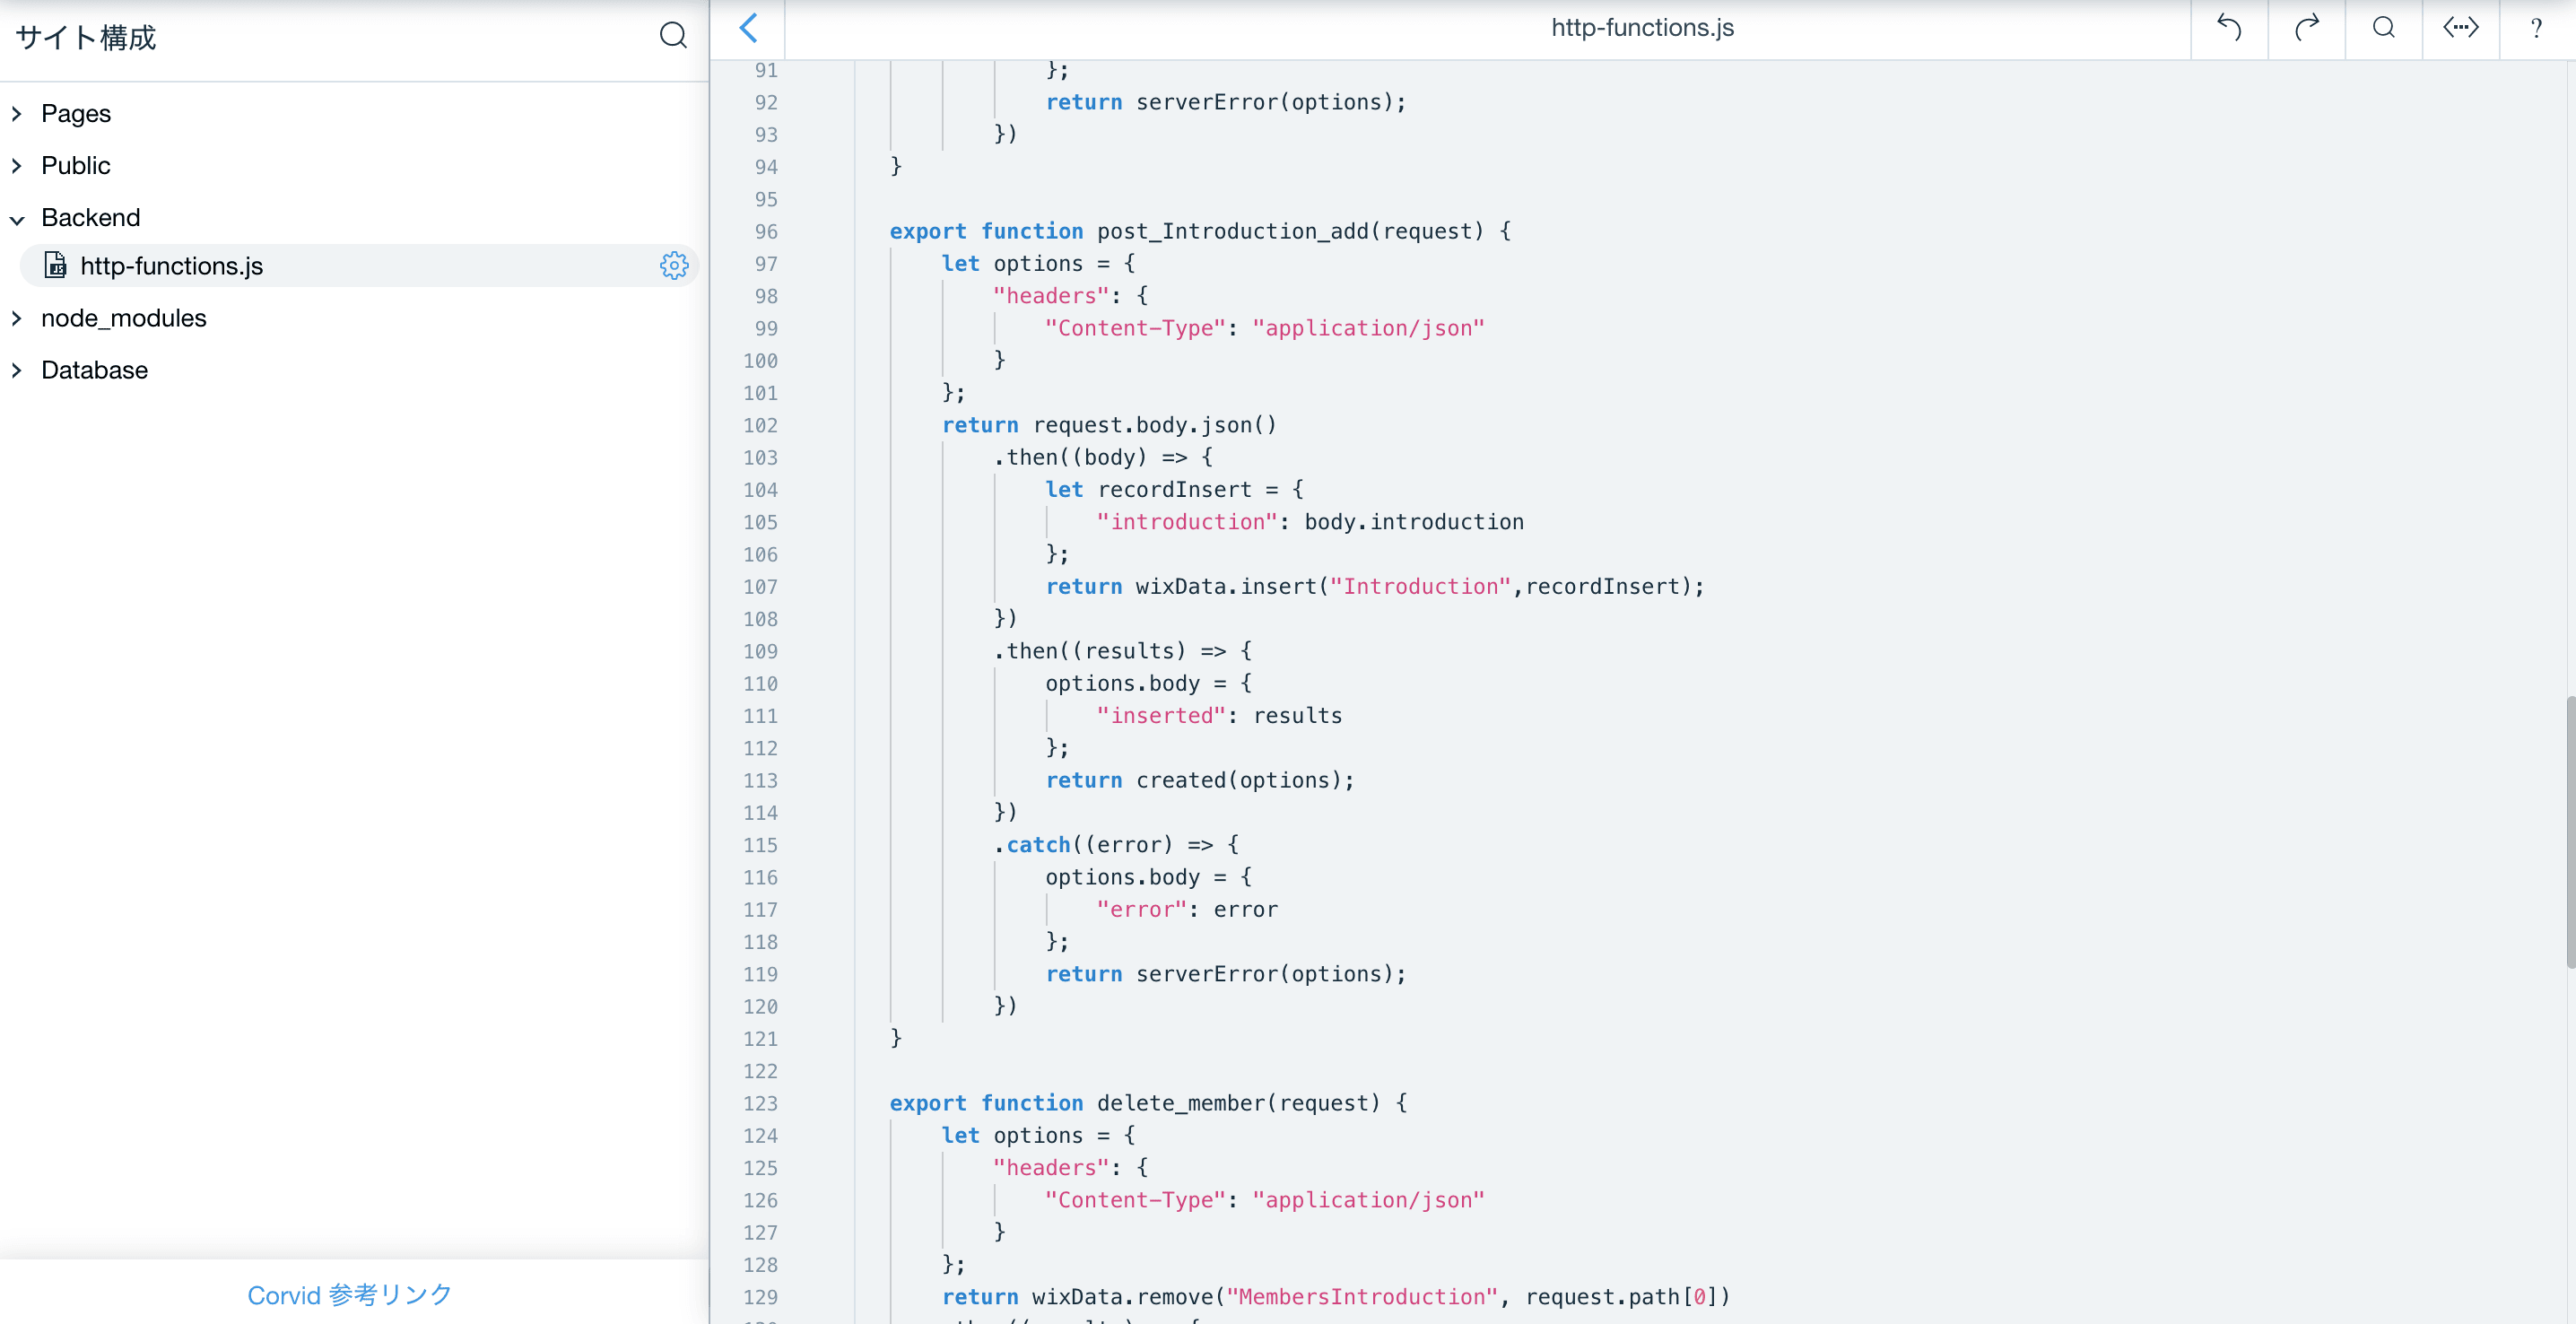 サイト構成
Pages
Public
Backend
http-functions.js
node_modules
Database
Corvid 参考リンク
http-functions.js
?
91 };
92 return serverError(options);
93 })
94 }
95
96 export function post_Introduction_add(request) {
97 let options = {
98 "headers": {
99 "Content-Type": "application/json"
100 }
101 };
102 return request.body.json()
103 .then((body) => {
104 let recordInsert = {
105 "introduction": body.introduction
106 };
107 return wixData.insert("Introduction",recordInsert);
108 })
109 .then((results) => {
110 options.body = {
111 "inserted": results
112 };
113 return created(options);
114 })
115 .catch((error) => {
116 options.body = {
117 "error": error
118 };
119 return serverError(options);
120 })
121 }
122
123 export function delete_member(request) {
124 let options = {
125 "headers": {
126 "Content-Type": "application/json"
127 }
128 };
129 return wixData.remove("MembersIntroduction", request.path[0])